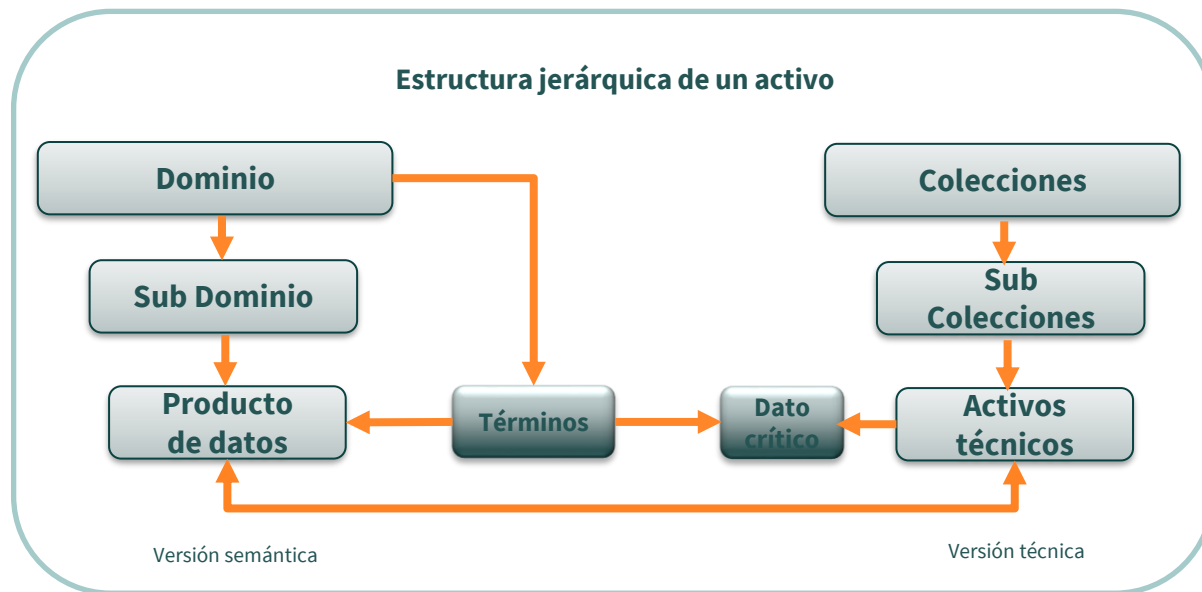 Estructura jerárquica de un activo
Dominio
Colecciones
Sub Dominio
Sub
Colecciones
Producto
de datos
Términos
Dato
crítico
Activos
técnicos
Versión semántica
Versión técnica